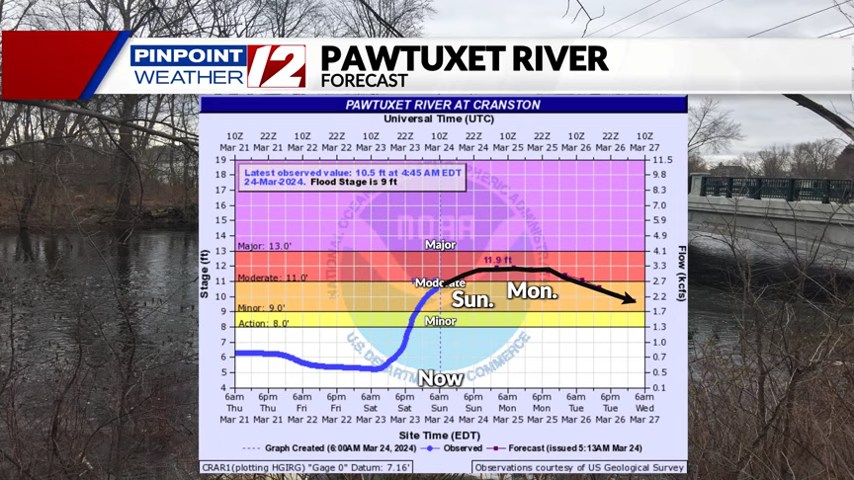 PINPOINT
WEATHER
12
PAWTUXET RIVER
FORECAST
PAWTUXET RIVER AT CRANSTON
Universal Time (UTC)
10Z 22Z 10Z 22Z 10Z 22Z 10Z 22Z 10Z 22Z 10Z 22Z 10Z
Mar 21 Mar 21 Mar 22 Mar 22 Mar 23 Mar 23 Mar 24 Mar 24 Mar 25 Mar 25 Mar 26 Mar 26 Mar 27
Latest observed value: 10.5 ft at 4:45 AM EDT
24-Mar-2024. Flood Stage is 9 ft
19 11.5
18 9.8
17 8.3
16 7.0
15 5.9
14 4.9
13 4.1
12 3.3
11 2.7
10 2.2
9 1.7
8 1.3
7 1.0
6 0.7
5 0.5
4 0.1
Stage (ft)
Flow (kcfs)
NOAA
Major
Major: 13.0'
11.9 ft
Moderate: 11.0'
Moderate
Sun. Mon.
Minor: 9.0'
Minor
Action: 8.0'
Now
6am 6pm 6am 6pm 6am 6pm 6am 6pm 6am 6pm 6am 6pm 6am
Thu Thu Fri Fri Sat Sat Sun Sun Mon Mon Tue Tue Wed
Mar 21 Mar 21 Mar 22 Mar 22 Mar 23 Mar 23 Mar 24 Mar 24 Mar 25 Mar 25 Mar 26 Mar 26 Mar 27
Site Time (EDT)
Graph Created (6:00AM Mar 24, 2024) Observed Forecast (issued 5:13AM Mar 24)
CRAR1(plotting HGIRG) "Gage 0" Datum: 7.16'
Observations courtesy of US Geological Survey